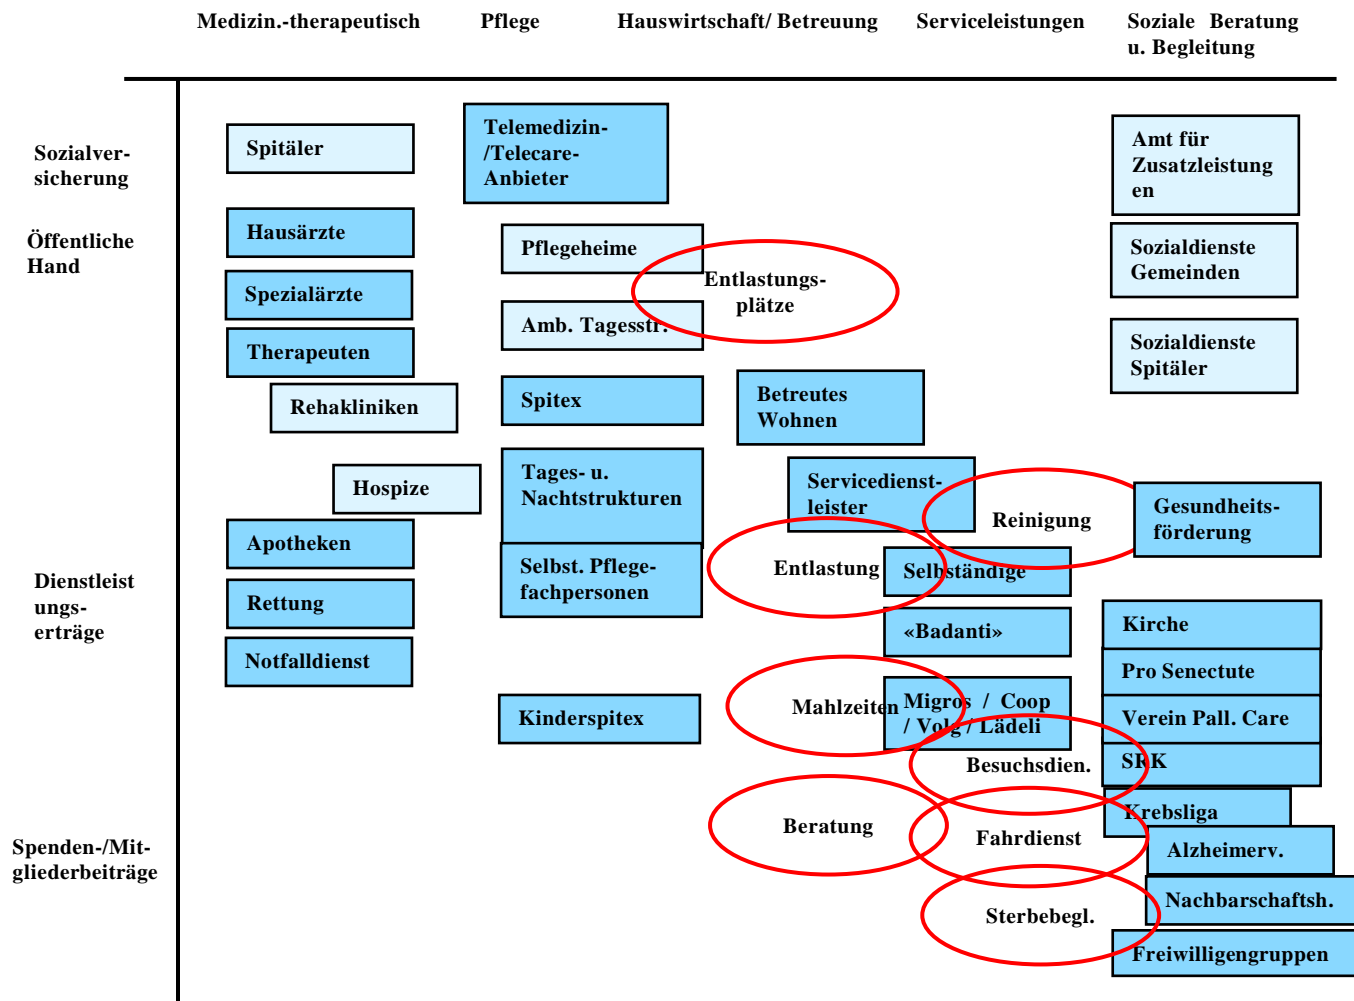 Medizin.-therapeutisch
Pflege
Hauswirtschaft/ Betreuung
Serviceleistungen
Soziale Beratung
u. Begleitung
Sozialver-
sicherung
Öffentliche
Hand
Dienstleist
ungs-
erträge
Spenden-/Mit-
gliederbeiträge
Spitäler
Hausärzte
Spezialärzte
Therapeuten
Rehakliniken
Hospize
Apotheken
Rettung
Notfalldienst
Telemedizin-
/Telecare-
Anbieter
Pflegeheime
Amb. Tagesstr.
Spitex
Tages- u.
Nachtstrukturen
Selbst. Pflege-
fachpersonen
Kinderspitex
Entlastungs-
plätze
Betreutes
Wohnen
Servicedienst-
leister
Reinigung
Entlastung
Selbständige
«Badanti»
Mahlzeiten
Migros / Coop
/ Volg / Lädeli
Besuchsdien.
Beratung
Fahrdienst
Sterbebegl.
Amt für
Zusatzleistung
en
Sozialdienste
Gemeinden
Sozialdienste
Spitäler
Gesundheits-
förderung
Kirche
Pro Senectute
Verein Pall. Care
SRK
Krebsliga
Alzheimerv.
Nachbarschaftsh.
Freiwilligengruppen